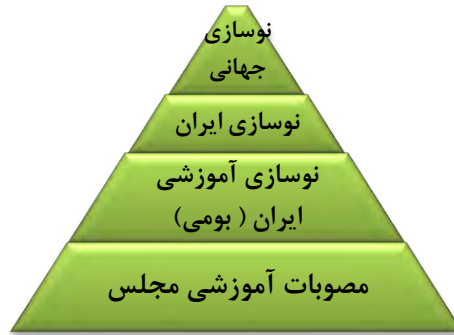 نوسازی
جهانی
نوسازی ایران
نوسازی آموزشی
ایران ( بومی)
مصوبات آموزشی مجلس